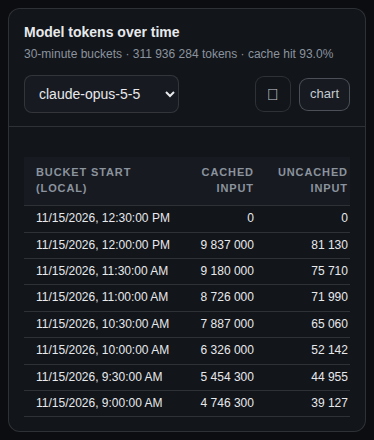 Model tokens over time
30-minute buckets · 311 936 284 tokens · cache hit 93.0%
claude-opus-5-5 chart
BUCKET START (LOCAL) CACHED INPUT UNCACHED INPUT
11/15/2026, 12:30:00 PM 0 0
11/15/2026, 12:00:00 PM 9 837 000 81 130
11/15/2026, 11:30:00 AM 9 180 000 75 710
11/15/2026, 11:00:00 AM 8 726 000 71 990
11/15/2026, 10:30:00 AM 7 887 000 65 060
11/15/2026, 10:00:00 AM 6 326 000 52 142
11/15/2026, 9:30:00 AM 5 454 300 44 955
11/15/2026, 9:00:00 AM 4 746 300 39 127